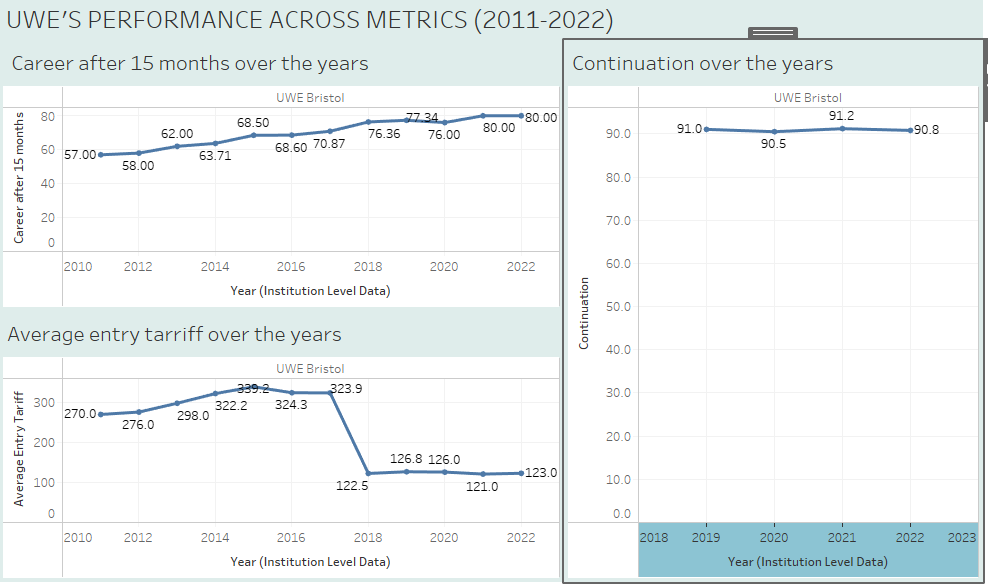 UWE'S PERFORMANCE ACROSS METRICS (2011-2022)
Career after 15 months over the years
UWE Bristol
Career after 15 months
80
60
40
20
0
57.00
58.00
62.00
63.71
68.50
68.60
70.87
76.36
77.34
76.00
80.00
80.00
2010 2012 2014 2016 2018 2020 2022
Year (Institution Level Data)
Average entry tarriff over the years
UWE Bristol
Average Entry Tariff
300
200
100
0
270.0
276.0
298.0
322.2
339.2
324.3
323.9
122.5
126.8
126.0
121.0
123.0
2010 2012 2014 2016 2018 2020 2022
Year (Institution Level Data)
Continuation over the years
UWE Bristol
Continuation
90.0
80.0
70.0
60.0
50.0
40.0
30.0
20.0
10.0
0.0
91.0
90.5
91.2
90.8
2018 2019 2020 2021 2022 2023
Year (Institution Level Data)